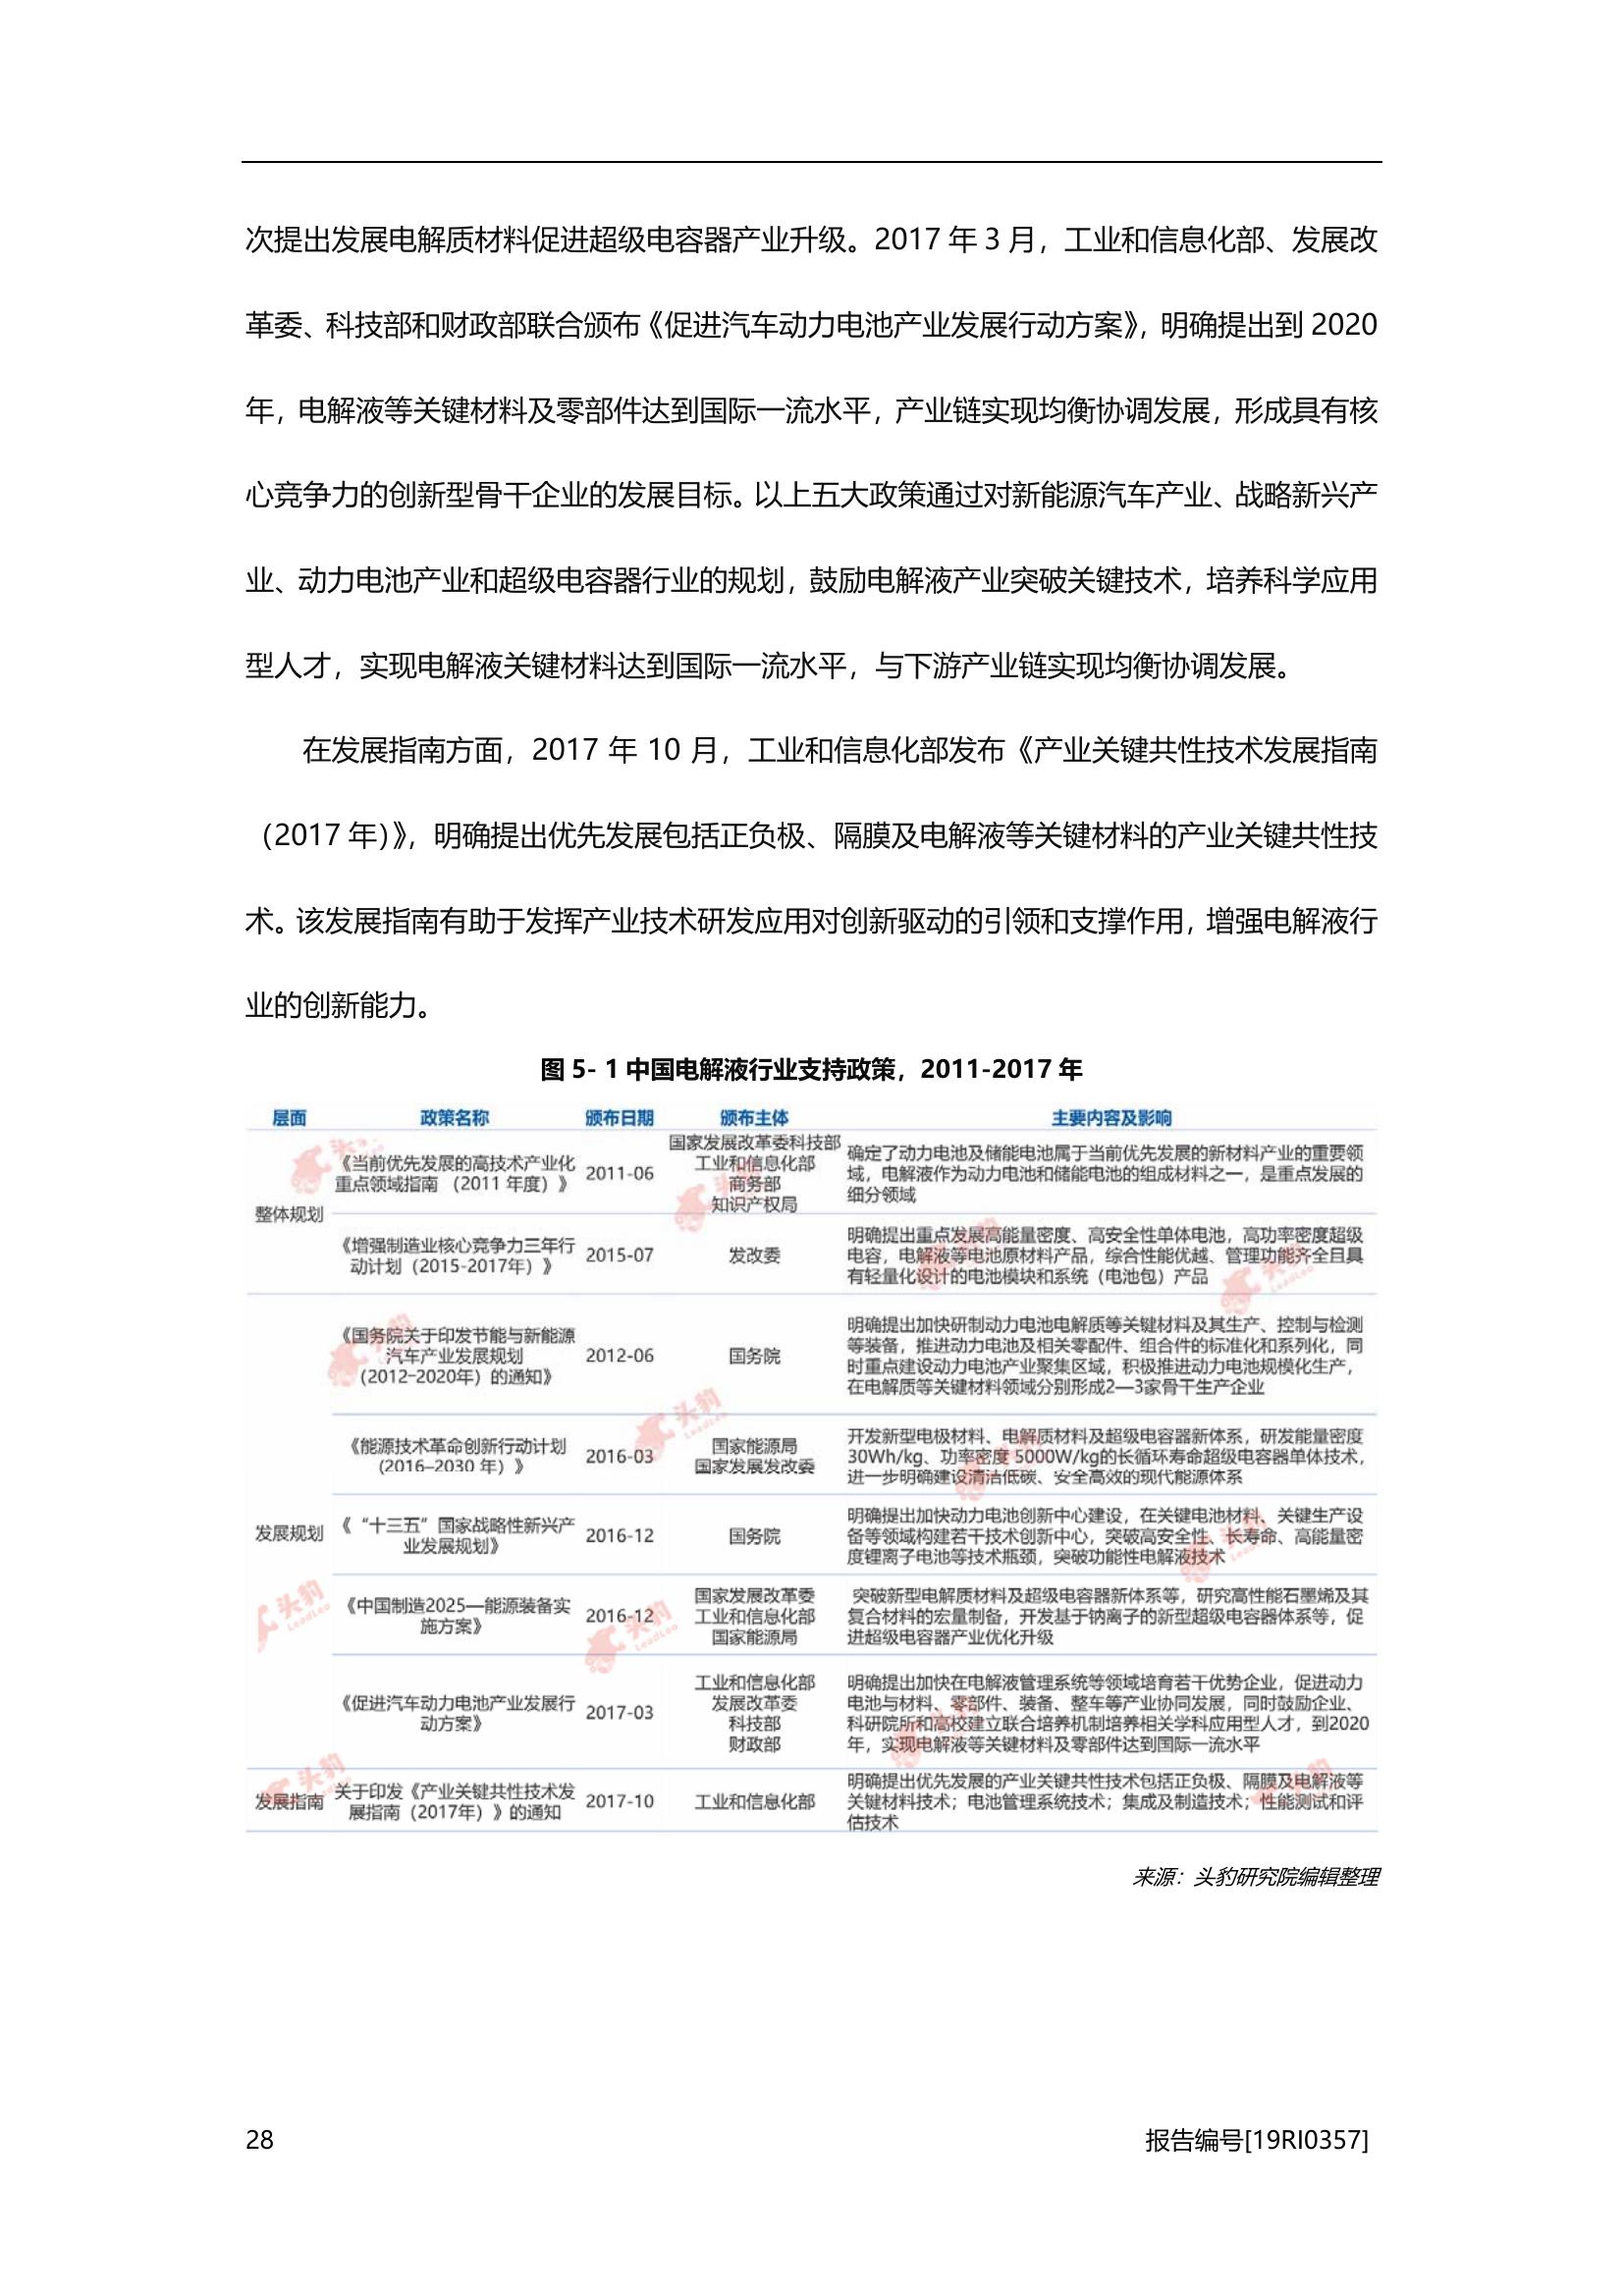 次提出发展电解质材料促进超级电容器产业升级。2017 年 3 月，工业和信息化部、发展改
革委、科技部和财政部联合颁布《促进汽车动力电池产业发展行动方案》，明确提出到 2020
年，电解液等关键材料及零部件达到国际一流水平，产业链实现均衡协调发展，形成具有核
心竞争力的创新型骨干企业的发展目标。以上五大政策通过对新能源汽车产业、战略新兴产
业、动力电池产业和超级电容器行业的规划，鼓励电解液产业突破关键技术，培养科学应用
型人才，实现电解液关键材料达到国际一流水平，与下游产业链实现均衡协调发展。
在发展指南方面，2017 年 10 月，工业和信息化部发布《产业关键共性技术发展指南
（2017 年）》，明确提出优先发展包括正负极、隔膜及电解液等关键材料的产业关键共性技
术。该发展指南有助于发挥产业技术研发应用对创新驱动的引领和支撑作用，增强电解液行
业的创新能力。
图 5- 1 中国电解液行业支持政策，2011-2017 年
层面 政策名称 颁布日期 颁布主体 主要内容及影响
整体规划
《当前优先发展的高技术产业化
重点领域指南 （2011 年度）》
2011-06
国家发展改革委科技部
工业和信息化部
商务部
知识产权局
确定了动力电池及储能电池属于当前优先发展的新材料产业的重要领
域，电解液作为动力电池和储能电池的组成材料之一，是重点发展的
细分领域
《增强制造业核心竞争力三年行
动计划（2015-2017年）》
2015-07
发改委
明确提出重点发展高能量密度、高安全性单体电池，高功率密度超级
电容，电解液等电池原材料产品，综合性能优越、管理功能齐全且具
有轻量化设计的电池模块和系统（电池包）产品
发展规划
《国务院关于印发节能与新能源
汽车产业发展规划
（2012–2020年）的通知》
2012-06
国务院
明确提出加快研制动力电池电解质等关键材料及其生产、控制与检测
等装备，推进动力电池及相关零配件、组合件的标准化和系列化，同
时重点建设动力电池产业聚集区域，积极推进动力电池规模化生产，
在电解质等关键材料领域分别形成2—3家骨干生产企业
《能源技术革命创新行动计划
（2016–2030 年）》
2016-03
国家能源局
国家发展发改委
开发新型电极材料、电解质材料及超级电容器新体系，研发能量密度
30Wh/kg、功率密度 5000W/kg的长循环寿命超级电容器单体技术，
进一步明确建设清洁低碳、安全高效的现代能源体系
《“十三五”国家战略性新兴产
业发展规划》
2016-12
国务院
明确提出加快动力电池创新中心建设，在关键电池材料、关键生产设
备等领域构建若干技术创新中心，突破高安全性、长寿命、高能量密
度锂离子电池等技术瓶颈，突破功能性电解液技术
《中国制造2025—能源装备实
施方案》
2016-12
国家发展改革委
工业和信息化部
国家能源局
突破新型电解质材料及超级电容器新体系等，研究高性能石墨烯及其
复合材料的宏量制备，开发基于钠离子的新型超级电容器体系等，促
进超级电容器产业优化升级
《促进汽车动力电池产业发展行
动方案》
2017-03
工业和信息化部
发展改革委
科技部
财政部
明确提出加快在电解液管理系统等领域培育若干优势企业，促进动力
电池与材料、零部件、装备、整车等产业协同发展，同时鼓励企业、
科研院所和高校建立联合培养机制培养相关学科应用型人才，到2020
年，实现电解液等关键材料及零部件达到国际一流水平
发展指南
关于印发《产业关键共性技术发
展指南（2017年）》的通知
2017-10
工业和信息化部
明确提出优先发展的产业关键共性技术包括正负极、隔膜及电解液等
关键材料技术；电池管理系统技术；集成及制造技术；性能测试和评
估技术
来源：头豹研究院编辑整理
28
报告编号[19RI0357]